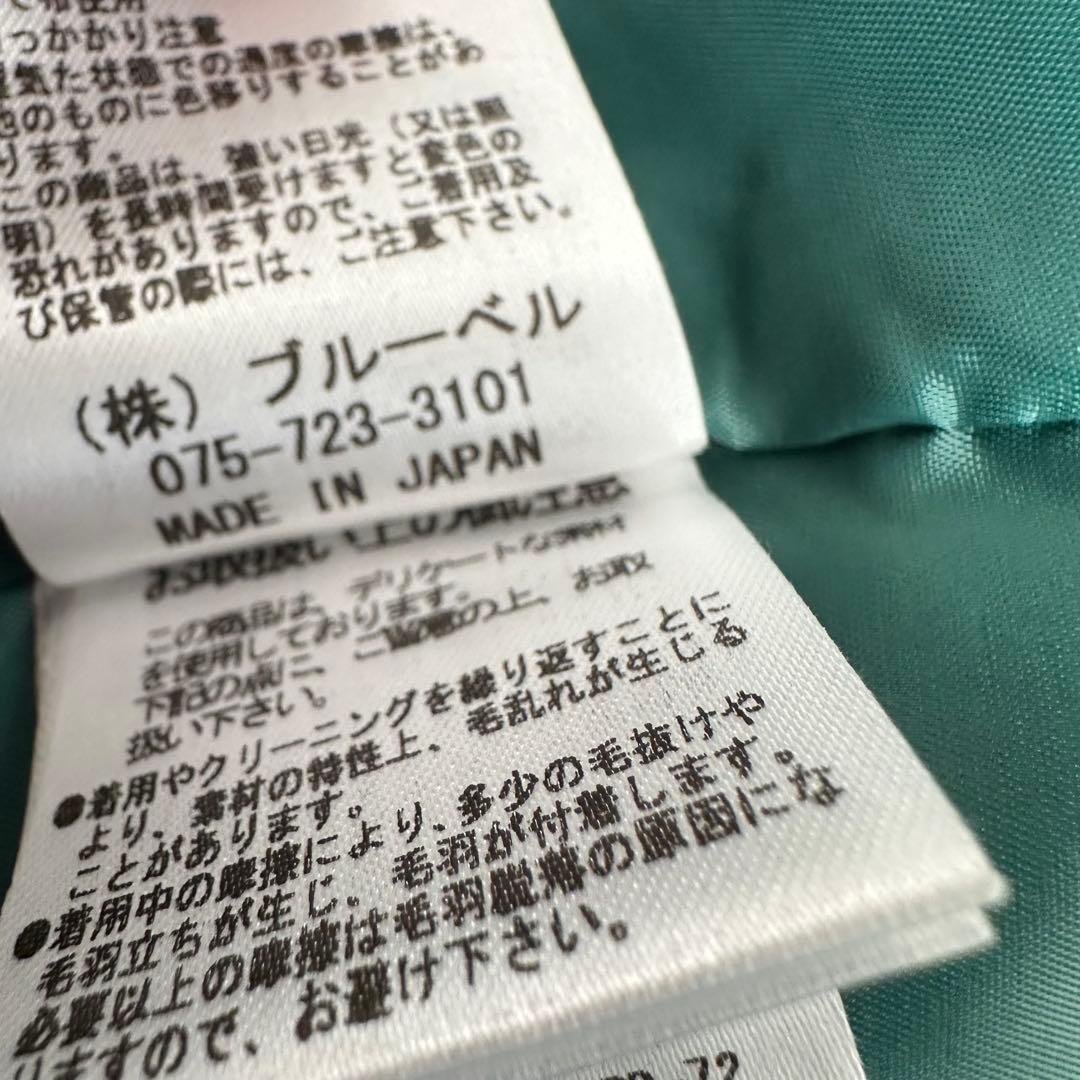 っかかり注意
湿気た状態での過度の摩擦は、
他のものに色移りすることがあ
ります。
この商品は、強い日光（又は照
明）を長時間受けますと変色の
恐れがありますので、ご着用及
び保管の際には、ご注意下さい。
（株）ブルーベル
075-723-3101
MADE IN JAPAN
お取扱い上の
この商品は、デリケートな素材
を使用しております。
下記の点に、ご留意の上、お取
扱い下さい。
●着用やクリーニングを繰り返すことに
より、素材の特性上、毛乱れが生じる
ことがあります。
●着用中の摩擦により、多少の毛抜けや
毛羽立ちが生じ、毛羽が付着します。
必要以上の摩擦は毛羽脱落の原因にな
りますので、お避け下さい。
72